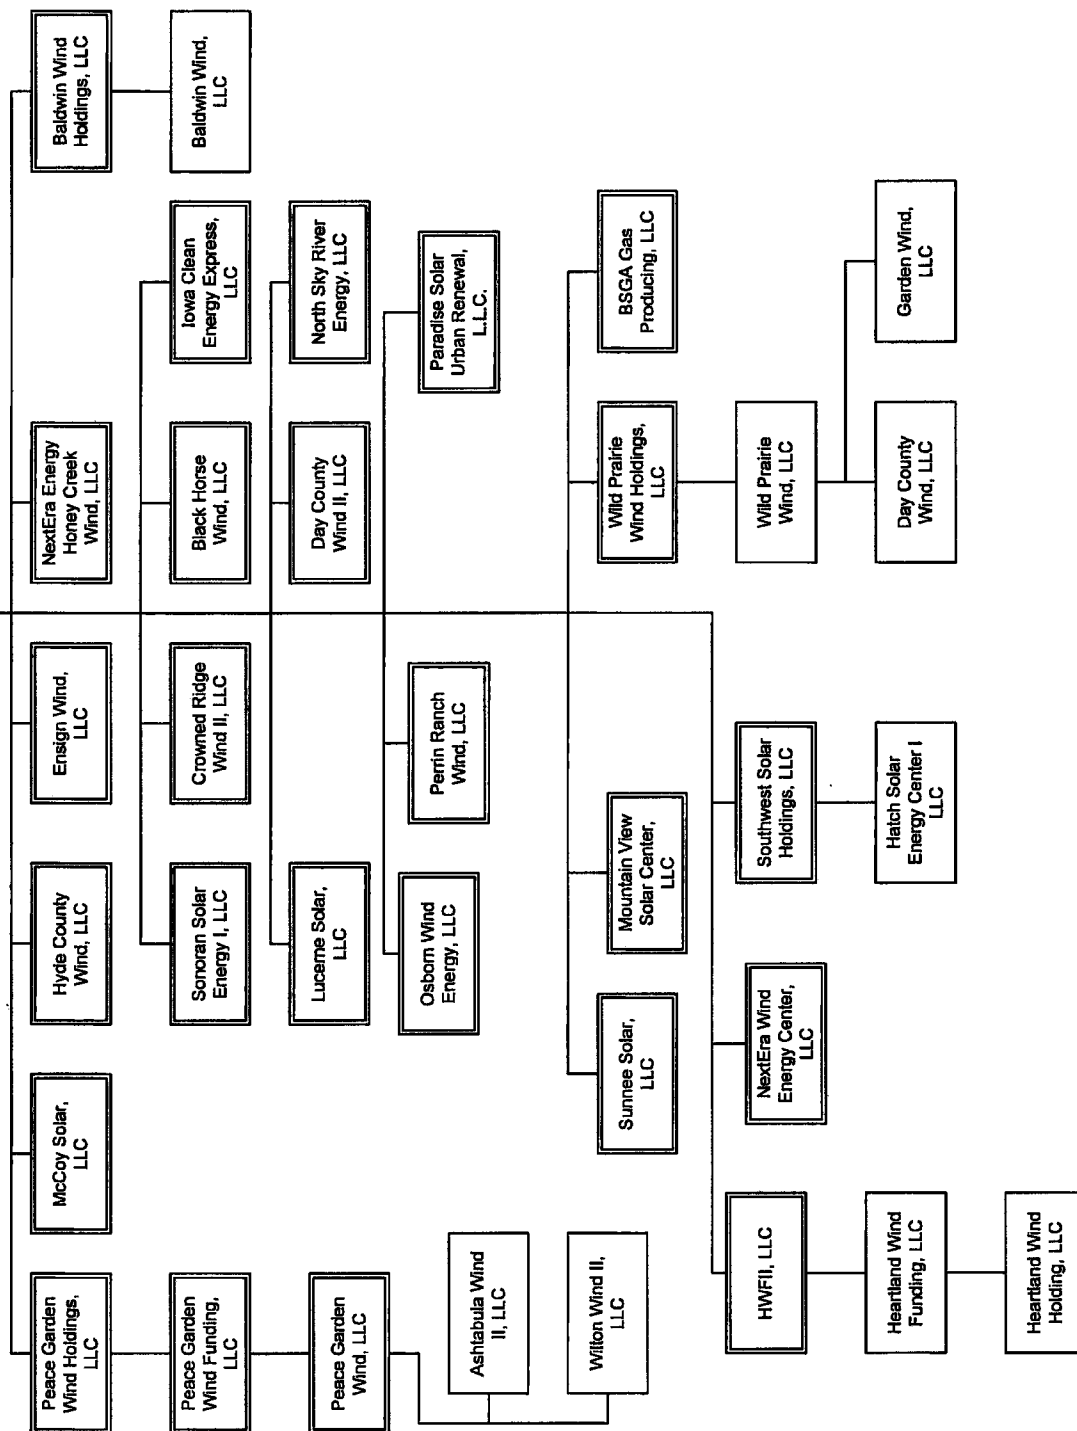 Peace Garden
Wind Holdings,
LLC
McCoy Solar,
LLC
Hyde County
Wind, LLC
Ensign Wind,
LLC
NextEra Energy
Honey Creek
Wind, LLC
Baldwin Wind
Holdings, LLC
Peace Garden
Wind Funding,
LLC
Sonoran Solar
Energy I, LLC
Crowned Ridge
Wind II, LLC
Black Horse
Wind, LLC
Iowa Clean
Energy Express,
LLC
Baldwin Wind,
LLC
Peace Garden
Wind, LLC
Lucerne Solar,
LLC
Day County
Wind II, LLC
North Sky River
Energy, LLC
Ashtabula Wind
II, LLC
Osborn Wind
Energy, LLC
Perrin Ranch
Wind, LLC
Paradise Solar
Urban Renewal,
L.L.C.
Wilton Wind II,
LLC
Sunnee Solar,
LLC
Mountain View
Solar Center,
LLC
Wild Prairie
Wind Holdings,
LLC
BSGA Gas
Producing, LLC
HWFII, LLC
NextEra Wind
Energy Center,
LLC
Southwest Solar
Holdings, LLC
Wild Prairie
Wind, LLC
Heartland Wind
Funding, LLC
Hatch Solar
Energy Center I
LLC
Day County
Wind, LLC
Garden Wind,
LLC
Heartland Wind
Holding, LLC